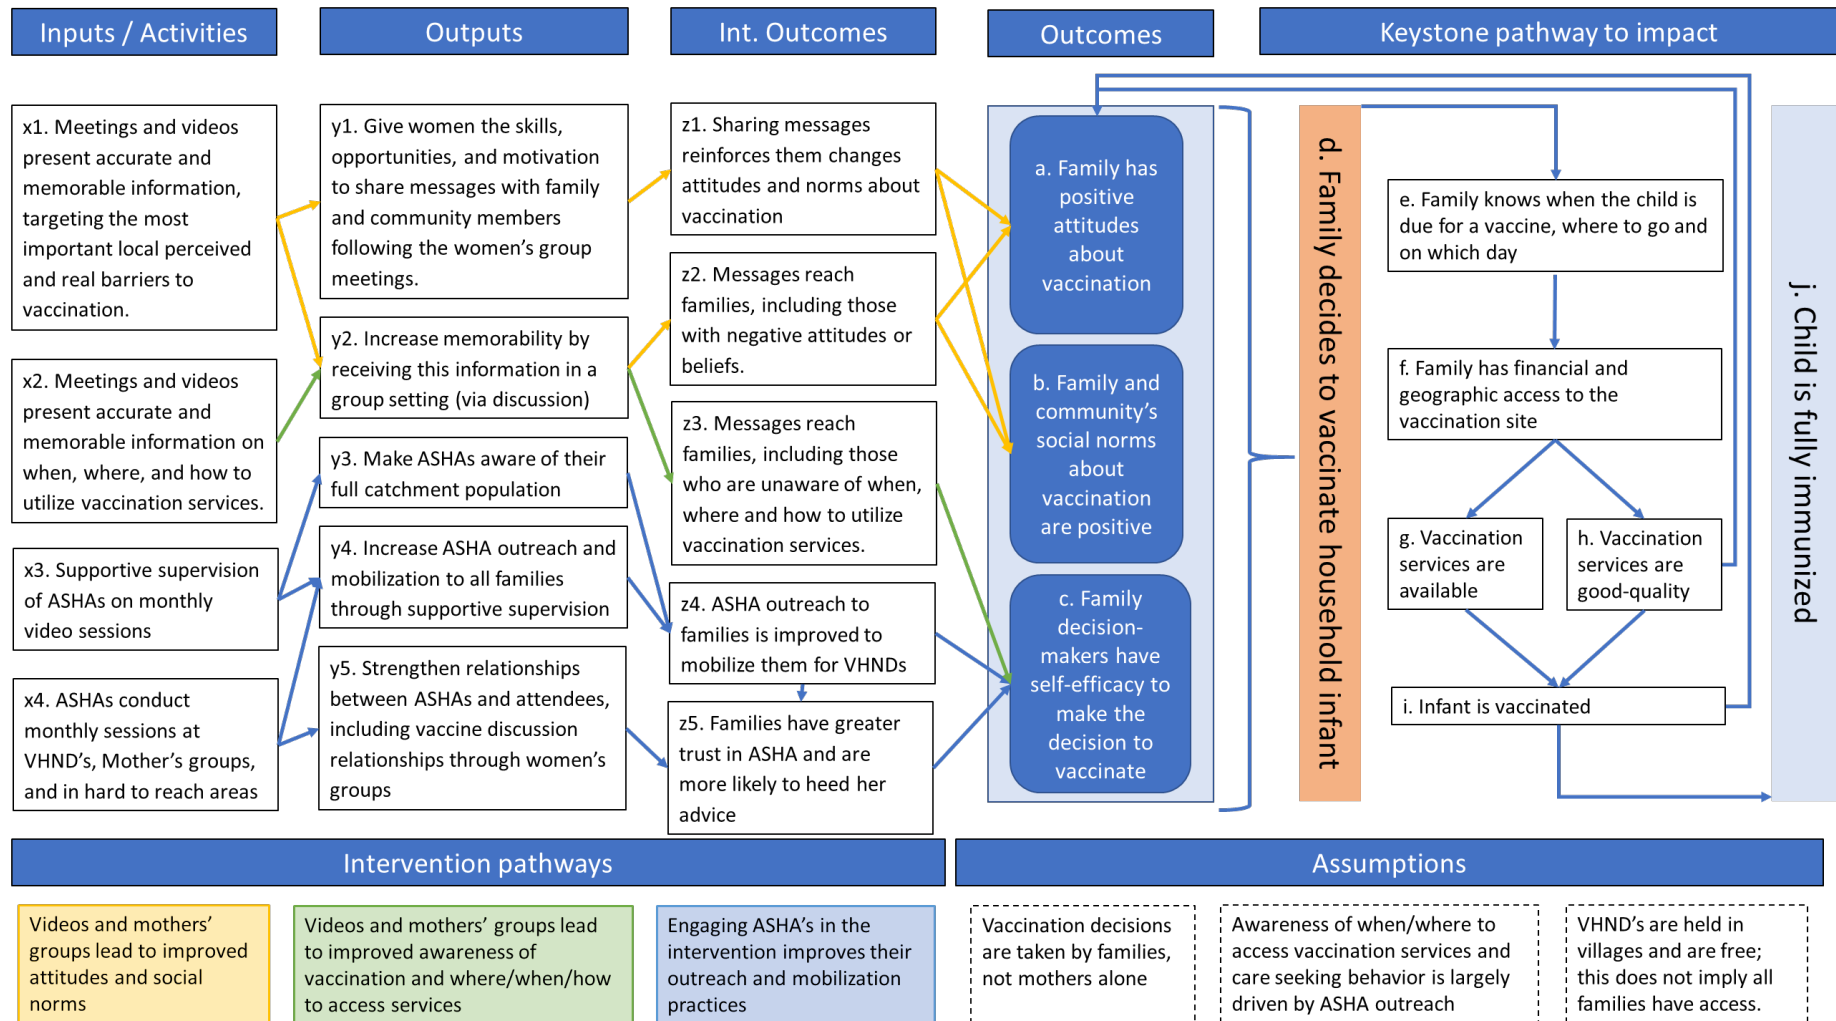 Inputs / Activities
Outputs
Int. Outcomes
Outcomes
Keystone pathway to impact
x1. Meetings and videos
present accurate and
memorable information,
targeting the most
important local perceived
and real barriers to
vaccination.
x2. Meetings and videos
present accurate and
memorable information on
when, where, and how to
utilize vaccination services.
x3. Supportive supervision
of ASHAs on monthly
video sessions
x4. ASHAs conduct
monthly sessions at
VHND's, Mother's groups,
and in hard to reach areas
y1. Give women the skills,
opportunities, and motivation
to share messages with family
and community members
following the women's group
meetings.
y2. Increase memorability by
receiving this information in a
group setting (via discussion)
y3. Make ASHAs aware of their
full catchment population
y4. Increase ASHA outreach and
mobilization to all families
through supportive supervision
y5. Strengthen relationships
between ASHAs and attendees,
including vaccine discussion
relationships through women's
groups
z1. Sharing messages
reinforces them changes
attitudes and norms about
vaccination
z2. Messages reach
families, including those
with negative attitudes or
beliefs.
z3. Messages reach
families, including those
who are unaware of when,
where and how to utilize
vaccination services.
z4. ASHA outreach to
families is improved to
mobilize them for VHNDs
z5. Families have greater
trust in ASHA and are
more likely to heed her
advice
a. Family has
positive
attitudes
about
vaccination
b. Family and
community's
social norms
about
vaccination
are positive
c. Family
decision-
makers have
self-efficacy to
make the
decision to
vaccinate
d. Family decides to vaccinate household infant
e. Family knows when the child is
due for a vaccine, where to go and
on which day
f. Family has financial and
geographic access to the
vaccination site
g. Vaccination
services are
available
h. Vaccination
services are
good-quality
i. Infant is vaccinated
j. Child is fully immunized
Intervention pathways
Assumptions
Videos and mothers'
groups lead to improved
attitudes and social
norms
Videos and mothers' groups lead
to improved awareness of
vaccination and where/when/how
to access services
Engaging ASHA's in the
intervention improves their
outreach and mobilization
practices
Vaccination decisions
are taken by families,
not mothers alone
Awareness of when/where to
access vaccination services and
care seeking behavior is largely
driven by ASHA outreach
VHND's are held in
villages and are free;
this does not imply all
families have access.